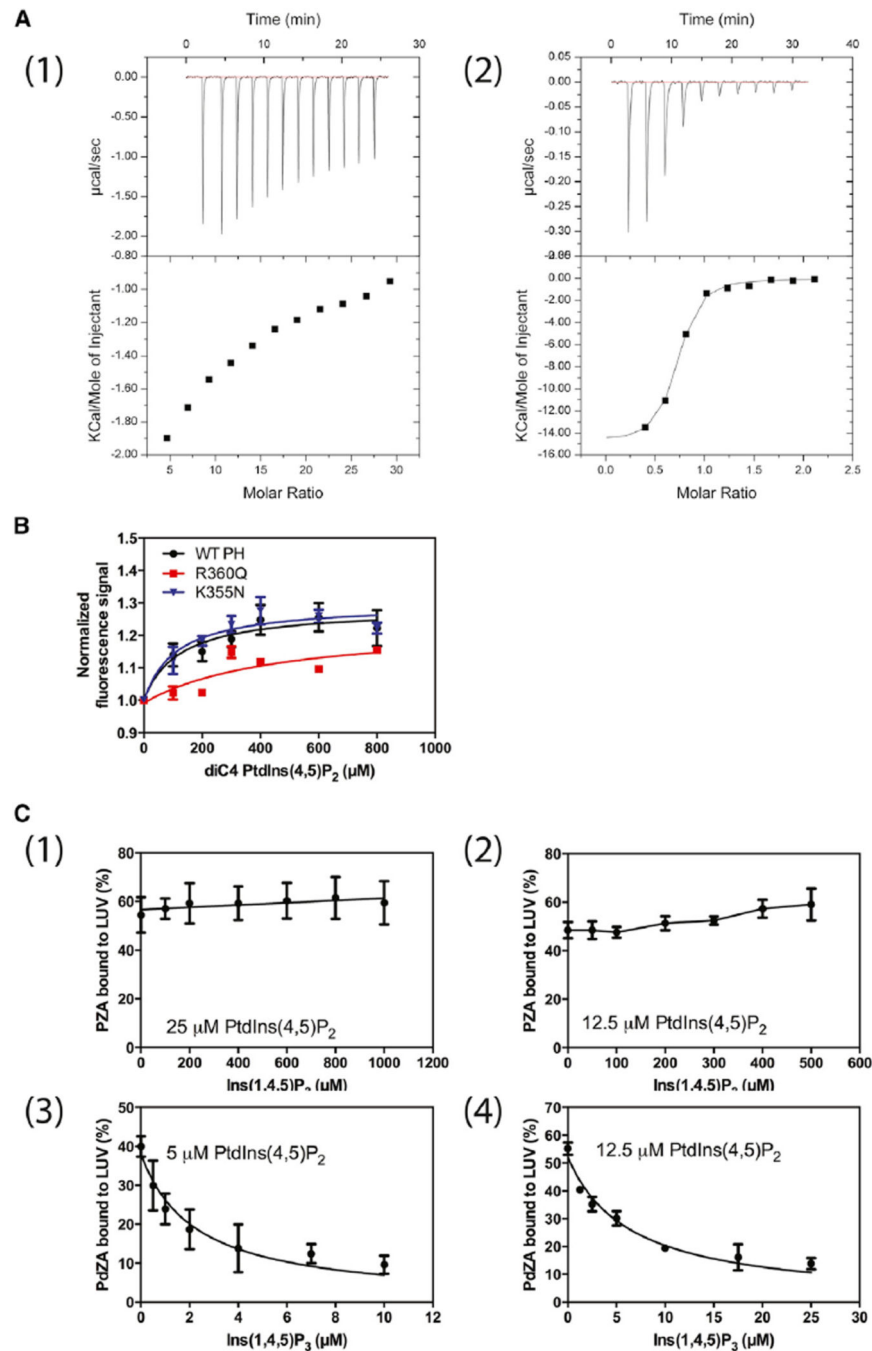 A
(1)
Time (min)
0 10 20 30
0.00
-0.50
-1.00
-1.50
-2.00
µcal/sec
-0.80
-1.00
-1.20
-1.40
-1.60
-1.80
-2.00
KCal/Mole of Injectant
5 10 15 20 25 30
Molar Ratio
(2)
Time (min)
0 10 20 30 40
0.05
0.00
-0.05
-0.10
-0.15
-0.20
-0.25
-0.30
µcal/sec
0.00
-2.00
-4.00
-6.00
-8.00
-10.00
-12.00
-14.00
-16.00
KCal/Mole of Injectant
0.0 0.5 1.0 1.5 2.0 2.5
Molar Ratio
B
1.5
1.4
1.3
1.2
1.1
1.0
0.9
Normalized
fluorescence signal
WT PH
R360Q
K355N
0 200 400 600 800 1000
diC4 PtdIns(4,5)P2 (µM)
C
(1)
80
60
40
20
0
PZA bound to LUV (%)
25 µM PtdIns(4,5)P2
0 200 400 600 800 1000 1200
Ins(1,4,5)P3 (µM)
(2)
80
60
40
20
0
PZA bound to LUV (%)
12.5 µM PtdIns(4,5)P2
0 100 200 300 400 500 600
Ins(1,4,5)P3 (µM)
(3)
50
40
30
20
10
0
PdZA bound to LUV (%)
5 µM PtdIns(4,5)P2
0 2 4 6 8 10 12
Ins(1,4,5)P3 (µM)
(4)
70
60
50
40
30
20
10
0
PdZA bound to LUV (%)
12.5 µM PtdIns(4,5)P2
0 5 10 15 20 25 30
Ins(1,4,5)P3 (µM)